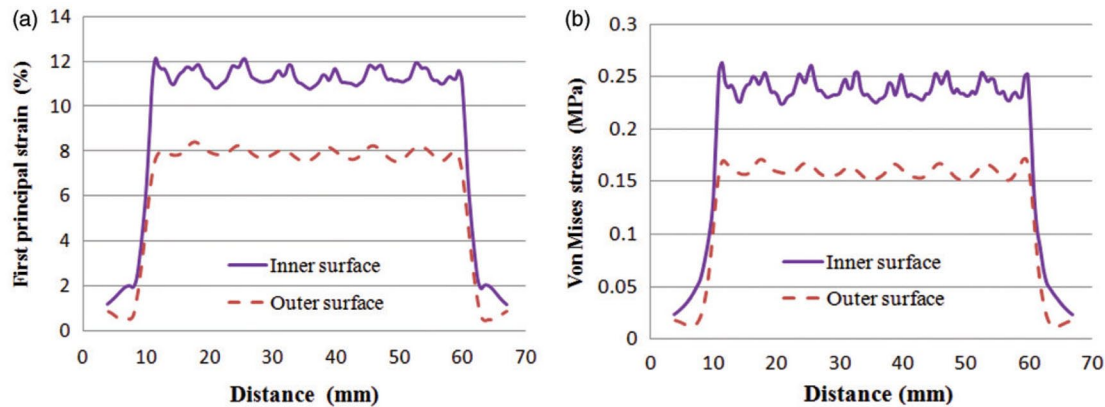 (a)
First principal strain (%)
14
12
10
8
6
4
2
0
0 10 20 30 40 50 60 70
Distance (mm)
Inner surface
Outer surface
(b)
Von Mises stress (MPa)
0.3
0.25
0.2
0.15
0.1
0.05
0
0 10 20 30 40 50 60 70
Distance (mm)
Inner surface
Outer surface